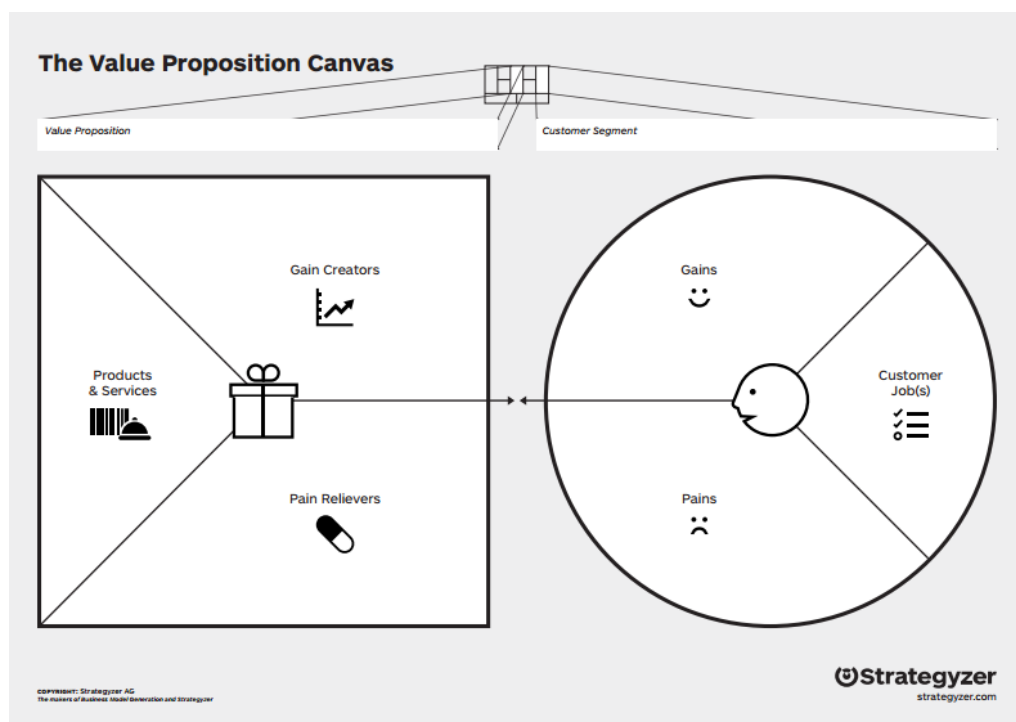 The Value Proposition Canvas
Value Proposition
Customer Segment
Gain Creators
Gains
Products
& Services
Customer
Job(s)
Pain Relievers
Pains
COPYRIGHT: Strategyzer AG
The makers of Business Model Generation and Strategyzer
Strategyzer
strategyzer.com